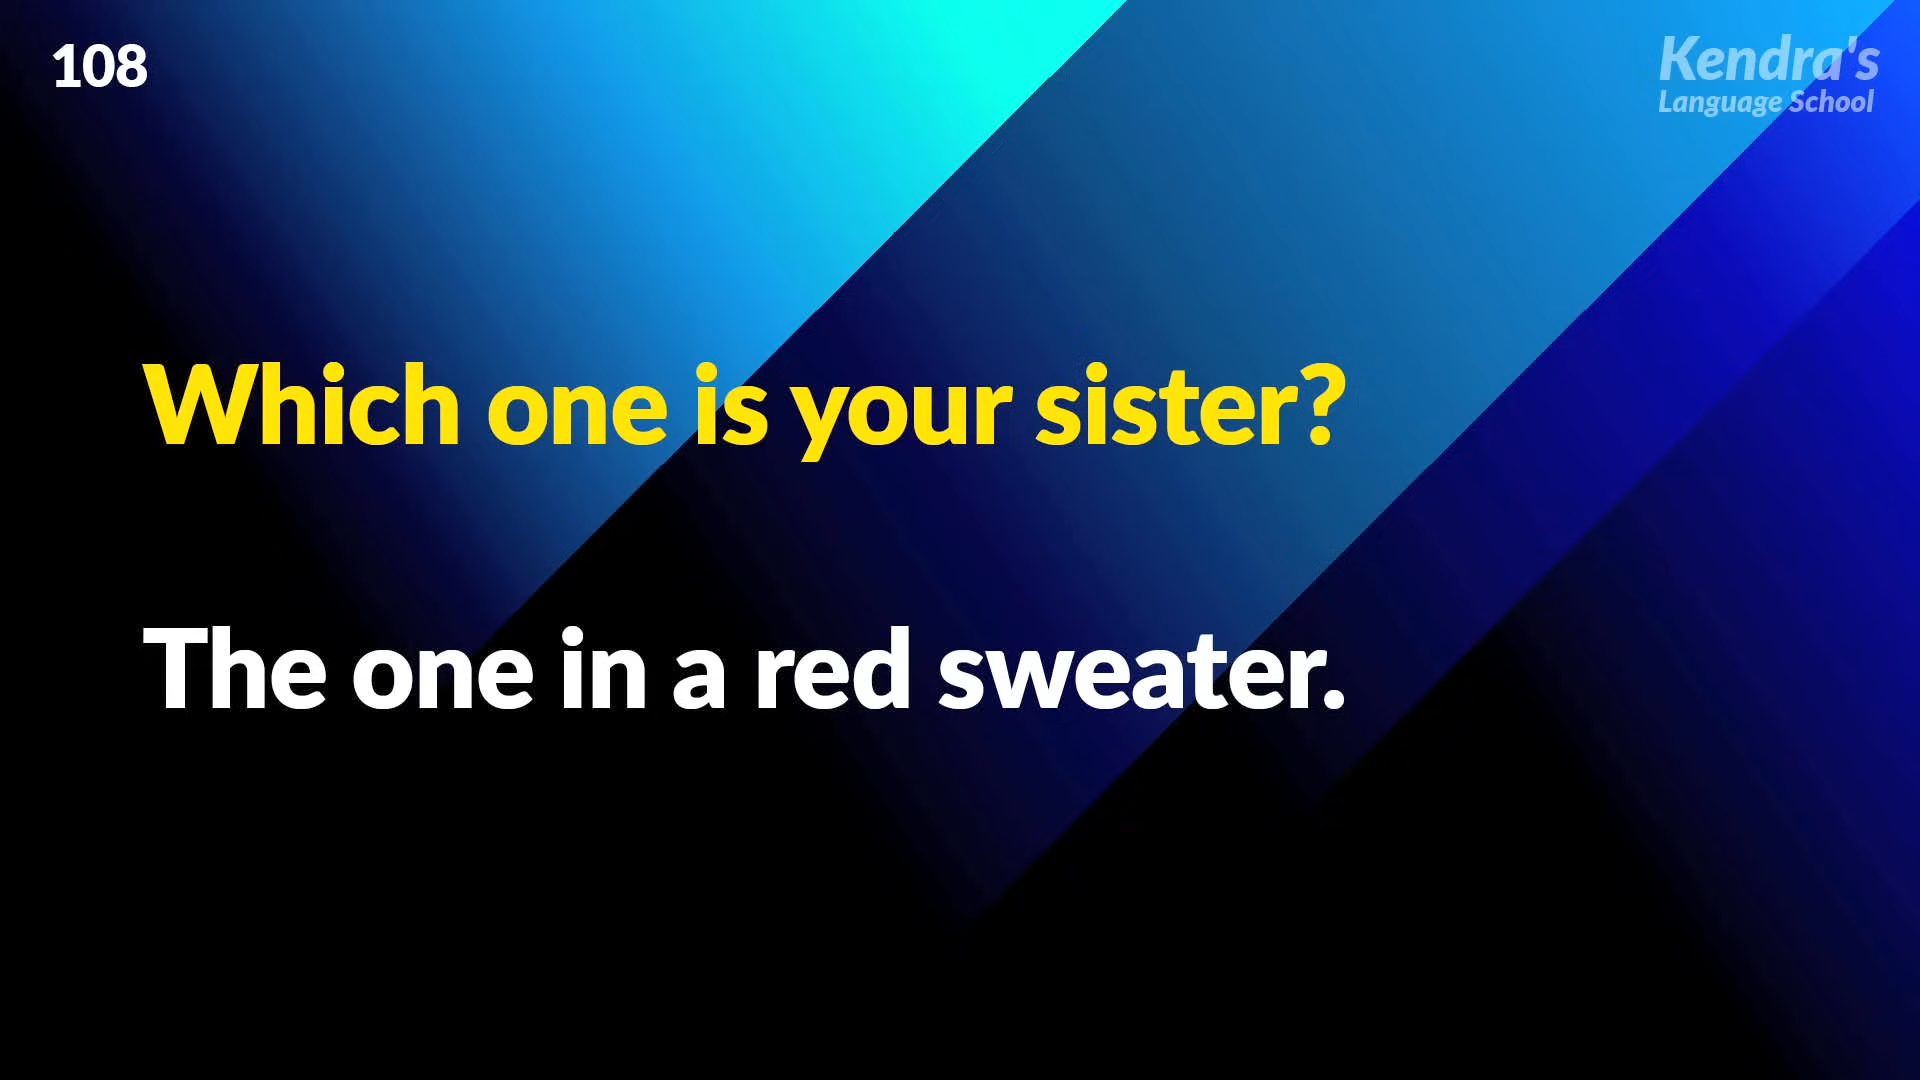 108
Kendra's
Language School
Which one is your sister?
The one in a red sweater.